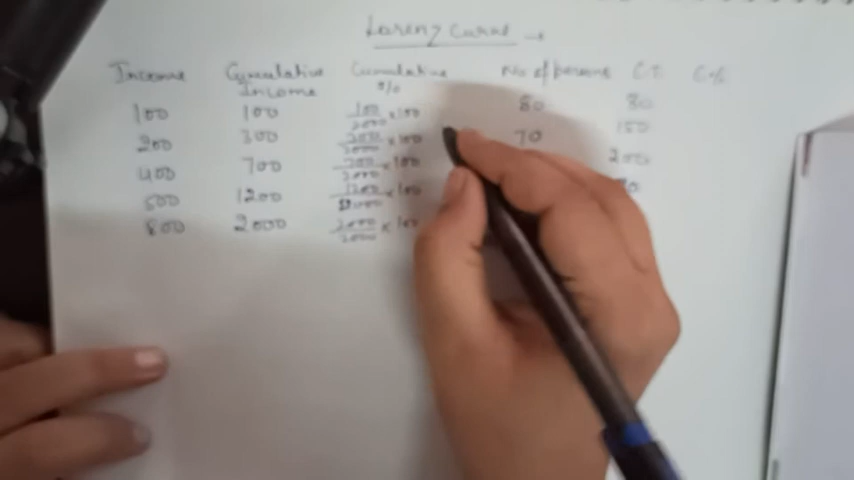 Lorenz Curve →
Income Cumulative Income Cumulative % No of persons C.F. C%
100 100 100/2000 x 100 80 80
200 300 300/2000 x 100 70 150
400 700 700/2000 x 100 200
500 1200 1200/2000 x 100
800 2000 2000/2000 x 100